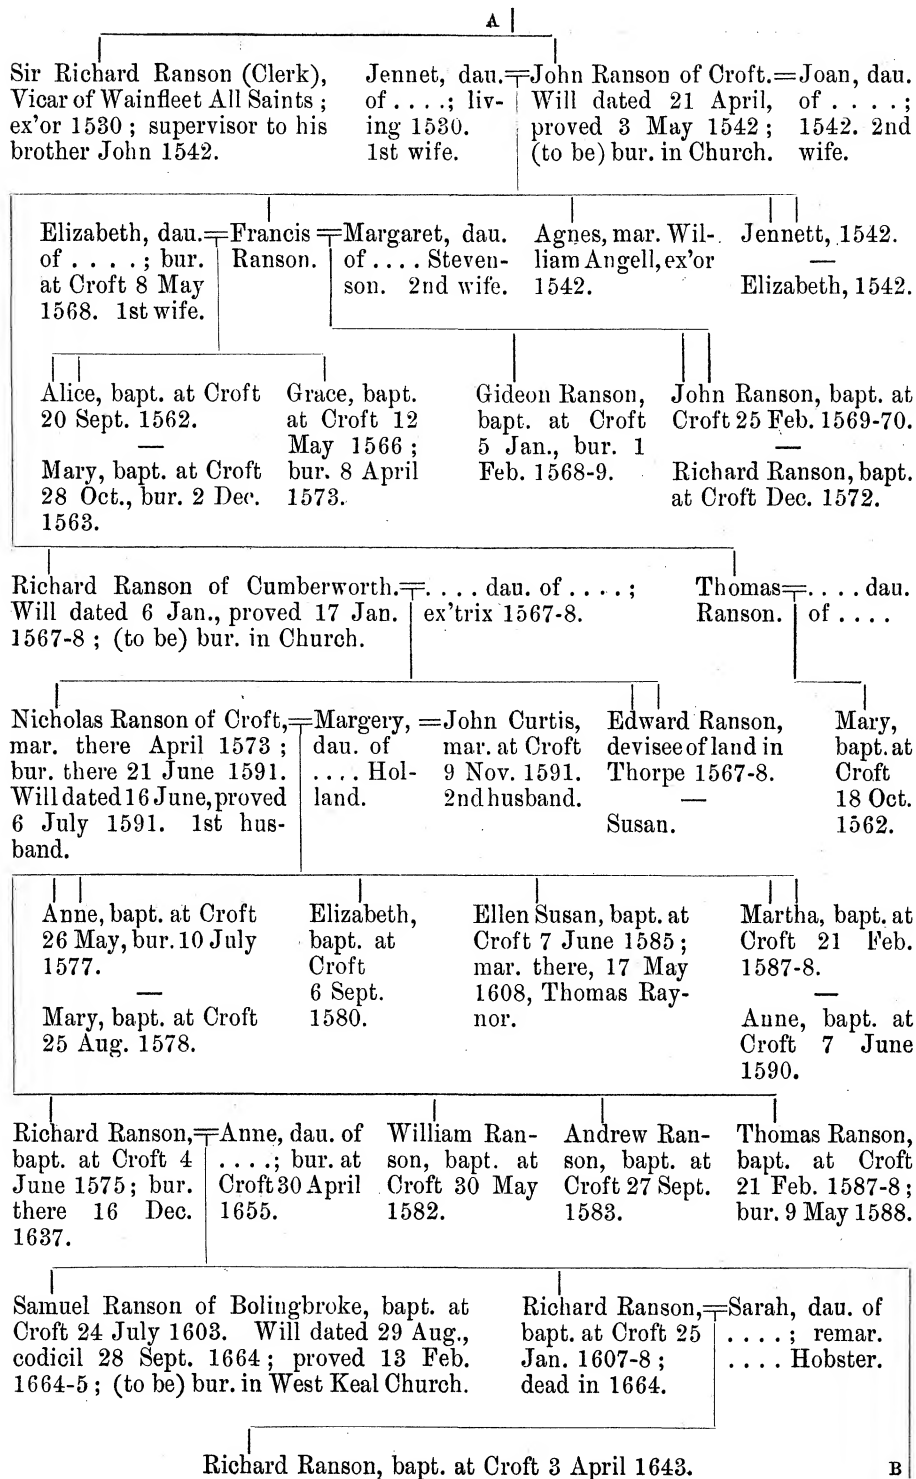 A
Sir Richard Ranson (Clerk),
Vicar of Wainfleet All Saints ;
ex'or 1530 ; supervisor to his
brother John 1542.
Jennet, dau.
of . . . . ; liv-
ing 1530.
1st wife.
John Ranson of Croft.
Will dated 21 April,
proved 3 May 1542 ;
(to be) bur. in Church.
Joan, dau.
of . . . . ;
1542. 2nd
wife.
Elizabeth, dau.
of . . . . ; bur.
at Croft 8 May
1568. 1st wife.
Francis
Ranson.
Margaret, dau.
of . . . . Steven-
son. 2nd wife.
Agnes, mar. Wil-
liam Angell, ex'or
1542.
Jennett, 1542.
—
Elizabeth, 1542.
Alice, bapt. at Croft
20 Sept. 1562.
—
Mary, bapt. at Croft
28 Oct., bur. 2 Dec.
1563.
Grace, bapt.
at Croft 12
May 1566 ;
bur. 8 April
1573.
Gideon Ranson,
bapt. at Croft
5 Jan., bur. 1
Feb. 1568-9.
John Ranson, bapt. at
Croft 25 Feb. 1569-70.
—
Richard Ranson, bapt.
at Croft Dec. 1572.
Richard Ranson of Cumberworth.
Will dated 6 Jan., proved 17 Jan.
1567-8 ; (to be) bur. in Church.
. . . . dau. of . . . . ;
ex'trix 1567-8.
Thomas
Ranson.
. . . . dau.
of . . . .
Nicholas Ranson of Croft,
mar. there April 1573 ;
bur. there 21 June 1591.
Will dated 16 June, proved
6 July 1591. 1st hus-
band.
Margery,
dau. of
. . . . Hol-
land.
John Curtis,
mar. at Croft
9 Nov. 1591.
2nd husband.
Edward Ranson,
devisee of land in
Thorpe 1567-8.
—
Susan.
Mary,
bapt. at
Croft
18 Oct.
1562.
Anne, bapt. at Croft
26 May, bur. 10 July
1577.
—
Mary, bapt. at Croft
25 Aug. 1578.
Elizabeth,
bapt. at
Croft
6 Sept.
1580.
Ellen Susan, bapt. at
Croft 7 June 1585 ;
mar. there, 17 May
1608, Thomas Ray-
nor.
Martha, bapt. at
Croft 21 Feb.
1587-8.
—
Anne, bapt. at
Croft 7 June
1590.
Richard Ranson,
bapt. at Croft 4
June 1575 ; bur.
there 16 Dec.
1637.
Anne, dau. of
. . . . ; bur. at
Croft 30 April
1655.
William Ran-
son, bapt. at
Croft 30 May
1582.
Andrew Ran-
son, bapt. at
Croft 27 Sept.
1583.
Thomas Ranson,
bapt. at Croft
21 Feb. 1587-8 ;
bur. 9 May 1588.
Samuel Ranson of Bolingbroke, bapt. at
Croft 24 July 1603. Will dated 29 Aug.,
codicil 28 Sept. 1664 ; proved 13 Feb.
1664-5 ; (to be) bur. in West Keal Church.
Richard Ranson,
bapt. at Croft 25
Jan. 1607-8 ;
dead in 1664.
Sarah, dau. of
. . . . ; remar.
. . . . Hobster.
Richard Ranson, bapt. at Croft 3 April 1643.
B